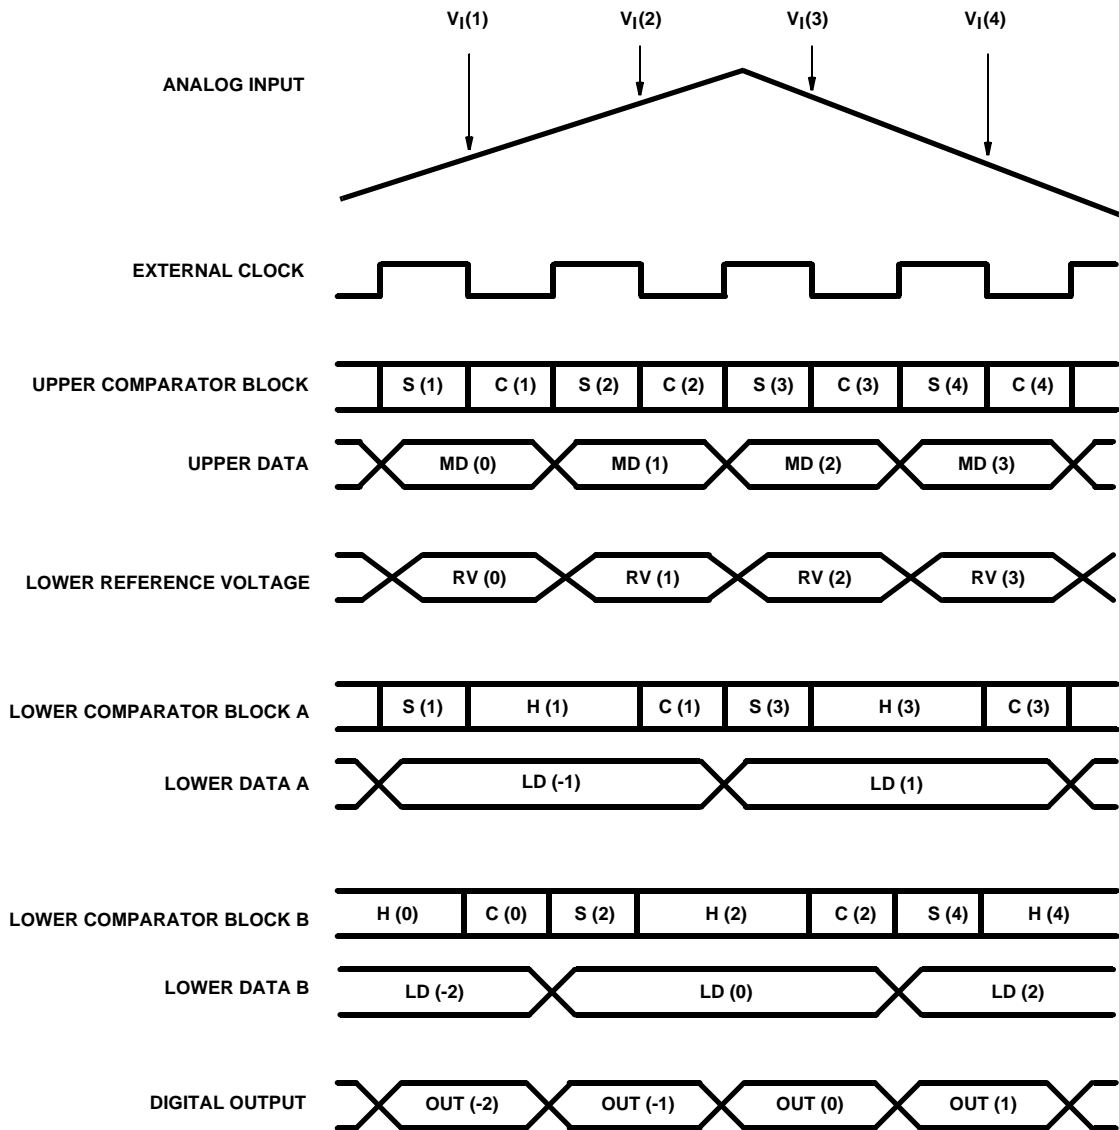 VI(1) VI(2) VI(3) VI(4)
ANALOG INPUT
EXTERNAL CLOCK
UPPER COMPARATOR BLOCK S (1) C (1) S (2) C (2) S (3) C (3) S (4) C (4)
UPPER DATA MD (0) MD (1) MD (2) MD (3)
LOWER REFERENCE VOLTAGE RV (0) RV (1) RV (2) RV (3)
LOWER COMPARATOR BLOCK A S (1) H (1) C (1) S (3) H (3) C (3)
LOWER DATA A LD (-1) LD (1)
LOWER COMPARATOR BLOCK B H (0) C (0) S (2) H (2) C (2) S (4) H (4)
LOWER DATA B LD (-2) LD (0) LD (2)
DIGITAL OUTPUT OUT (-2) OUT (-1) OUT (0) OUT (1)